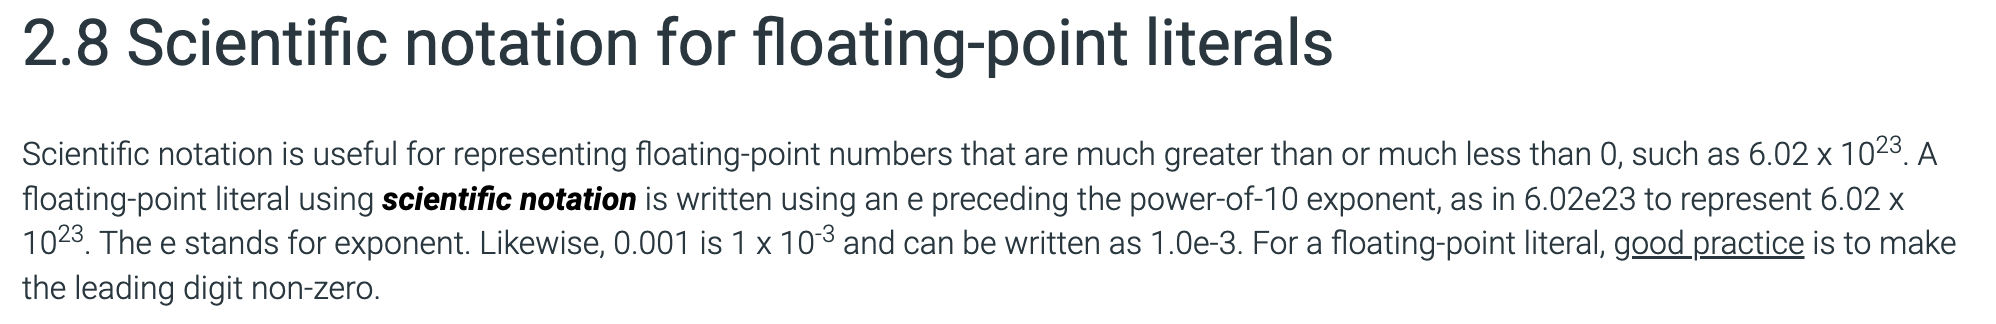 2.8 Scientific notation for floating-point literals
Scientific notation is useful for representing floating-point numbers that are much greater than or much less than 0, such as 6.02 x 10²³. A
floating-point literal using scientific notation is written using an e preceding the power-of-10 exponent, as in 6.02e23 to represent 6.02 x
10²³. The e stands for exponent. Likewise, 0.001 is 1 x 10⁻³ and can be written as 1.0e-3. For a floating-point literal, good practice is to make
the leading digit non-zero.